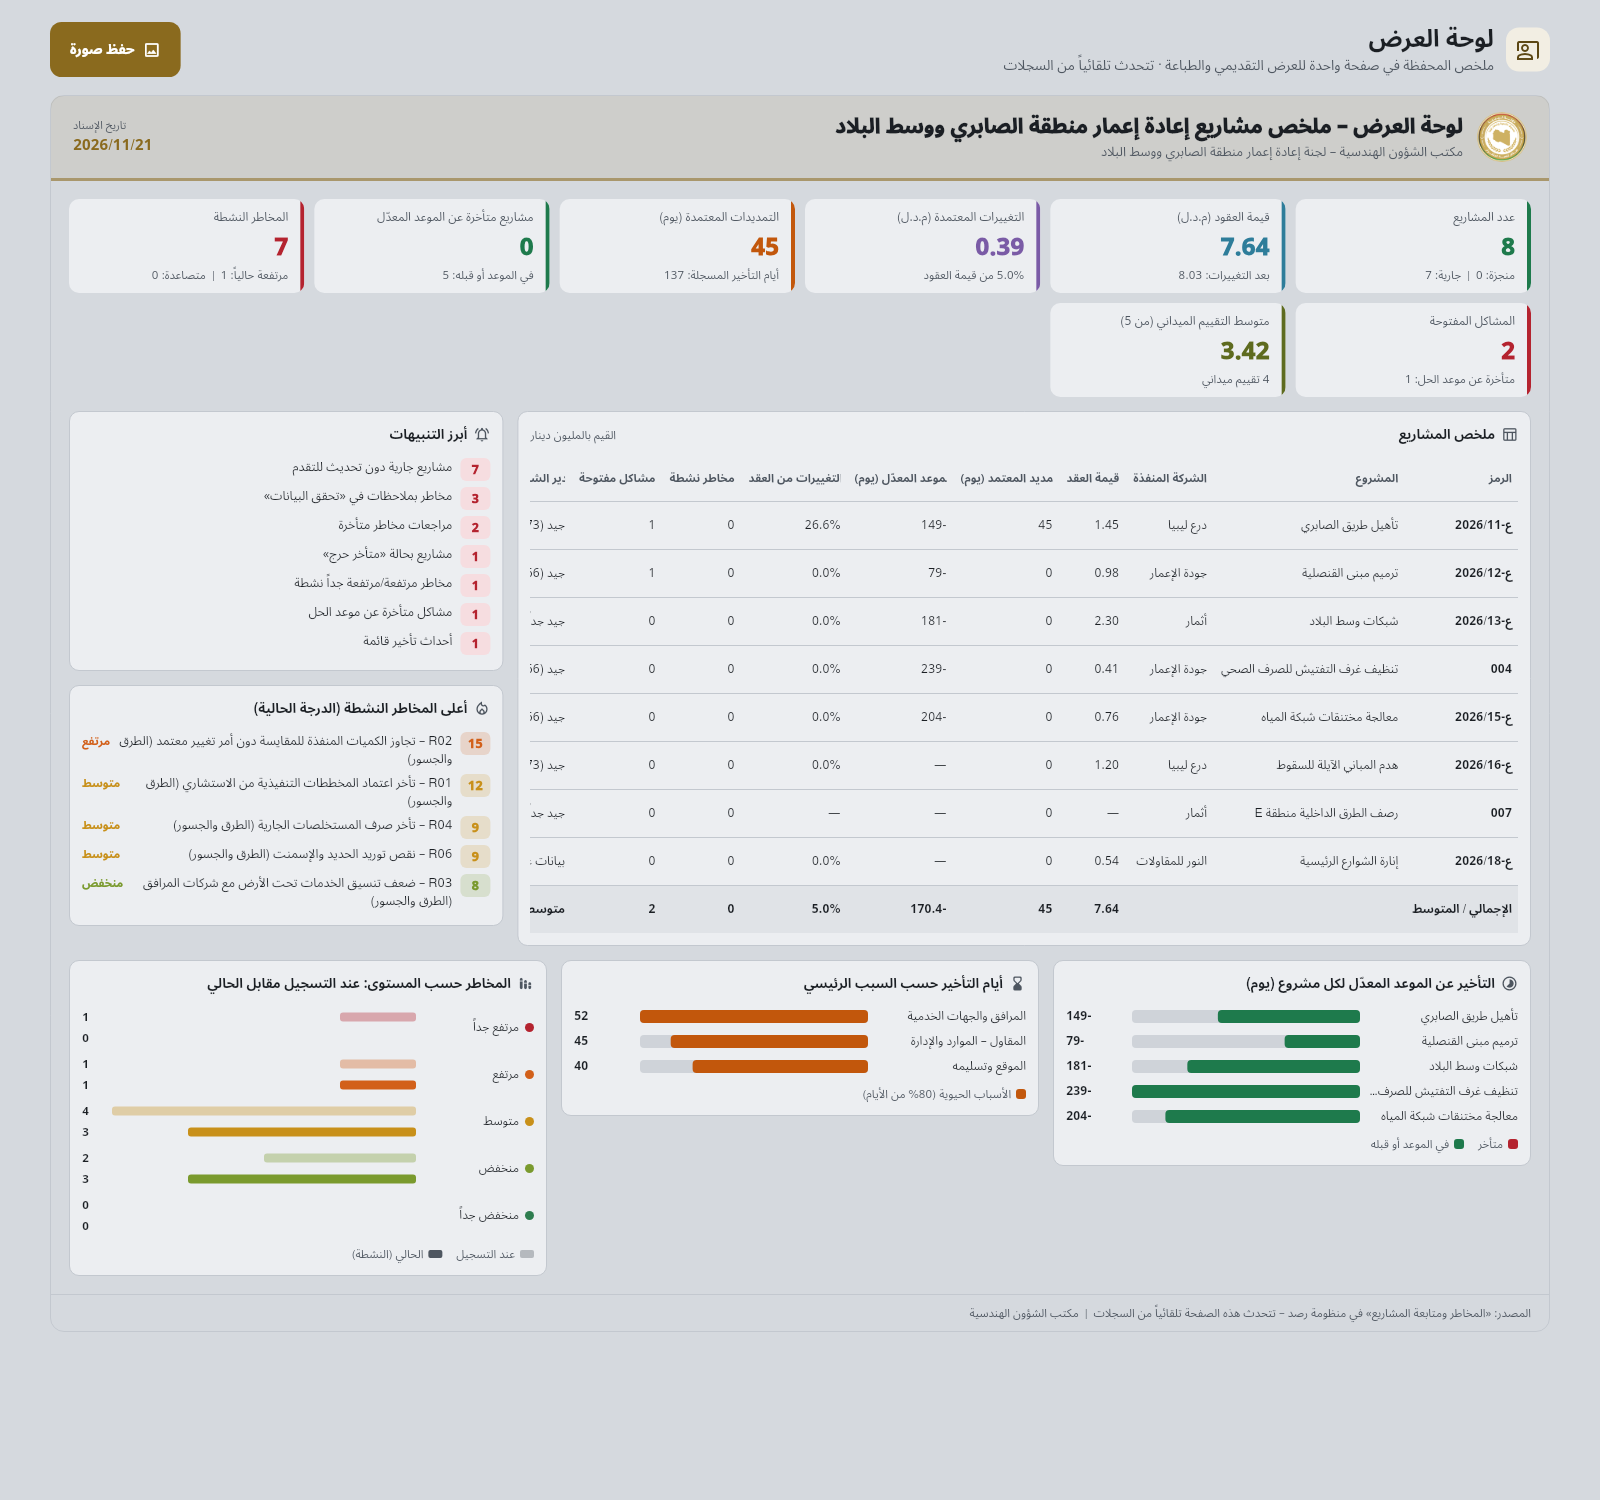 لوحة العرض
ملخص المحفظة في صفحة واحدة للعرض التقديمي والطباعة · تتحدث تلقائياً من السجلات
حفظ صورة
لوحة العرض – ملخص مشاريع إعادة إعمار منطقة الصابري ووسط البلاد
مكتب الشؤون الهندسية – لجنة إعادة إعمار منطقة الصابري ووسط البلاد
تاريخ الإسناد
2026/11/21
عدد المشاريع
8
منجزة: 0 | جارية: 7
قيمة العقود (م.د.ل)
7.64
بعد التغييرات: 8.03
التغييرات المعتمدة (م.د.ل)
0.39
5.0% من قيمة العقود
التمديدات المعتمدة (يوم)
45
أيام التأخير المسجلة: 137
مشاريع متأخرة عن الموعد المعدّل
0
في الموعد أو قبله: 5
المخاطر النشطة
7
مرتفعة حالياً: 1 | متصاعدة: 0
المشاكل المفتوحة
2
متأخرة عن موعد الحل: 1
متوسط التقييم الميداني (من 5)
3.42
4 تقييم ميداني
ملخص المشاريع
القيم بالمليون دينار
الرمز المشروع الشركة المنفذة قيمة العقد مديد المعتمد (يوم) موعد المعدّل (يوم) لتغييرات من العقد مخاطر نشطة مشاكل مفتوحة
ع-2026/11 تأهيل طريق الصابري درع ليبيا 1.45 45 -149 26.6% 0 1 جيد
ع-2026/12 ترميم مبنى القنصلية جودة الإعمار 0.98 0 -79 0.0% 0 1 جيد
ع-2026/13 شبكات وسط البلاد أثمار 2.30 0 -181 0.0% 0 0 جيد جد
004 تنظيف غرف التفتيش للصرف الصحي جودة الإعمار 0.41 0 -239 0.0% 0 0 جيد
ع-2026/15 معالجة مختنقات شبكة المياه جودة الإعمار 0.76 0 -204 0.0% 0 0 جيد
ع-2026/16 هدم المباني الآيلة للسقوط درع ليبيا 1.20 0 — 0.0% 0 0 جيد
007 رصف الطرق الداخلية منطقة E أثمار — 0 — — 0 0 جيد جد
ع-2026/18 إنارة الشوارع الرئيسية النور للمقاولات 0.54 0 — 0.0% 0 0 بيانات
الإجمالي / المتوسط 7.64 45 -170.4 5.0% 0 2 متوسط
أبرز التنبيهات
7 مشاريع جارية دون تحديث للتقدم
3 مخاطر بملاحظات في «تحقق البيانات»
2 مراجعات مخاطر متأخرة
1 مشاريع بحالة «متأخر حرج»
1 مخاطر مرتفعة/مرتفعة جداً نشطة
1 مشاكل متأخرة عن موعد الحل
1 أحداث تأخير قائمة
أعلى المخاطر النشطة (الدرجة الحالية)
15 R02 – تجاوز الكميات المنفذة للمقايسة دون أمر تغيير معتمد (الطرق مرتفع
والجسور)
12 R01 – تأخر اعتماد المخططات التنفيذية من الاستشاري (الطرق متوسط
والجسور)
9 R04 – تأخر صرف المستخلصات الجارية (الطرق والجسور) متوسط
9 R06 – نقص توريد الحديد والإسمنت (الطرق والجسور) متوسط
8 R03 – ضعف تنسيق الخدمات تحت الأرض مع شركات المرافق منخفض
(الطرق والجسور)
التأخير عن الموعد المعدّل لكل مشروع (يوم)
تأهيل طريق الصابري -149
ترميم مبنى القنصلية -79
شبكات وسط البلاد -181
تنظيف غرف التفتيش للصرف... -239
معالجة مختنقات شبكة المياه -204
متأخر في الموعد أو قبله
أيام التأخير حسب السبب الرئيسي
المرافق والجهات الخدمية 52
المقاول – الموارد والإدارة 45
الموقع وتسليمه 40
الأسباب الحيوية (80% من الأيام)
المخاطر حسب المستوى: عند التسجيل مقابل الحالي
مرتفع جداً 1
0
مرتفع 1
1
متوسط 4
3
منخفض 2
3
منخفض جداً 0
0
عند التسجيل الحالي (النشطة)
المصدر: «المخاطر ومتابعة المشاريع» في منظومة رصد – تتحدث هذه الصفحة تلقائياً من السجلات | مكتب الشؤون الهندسية